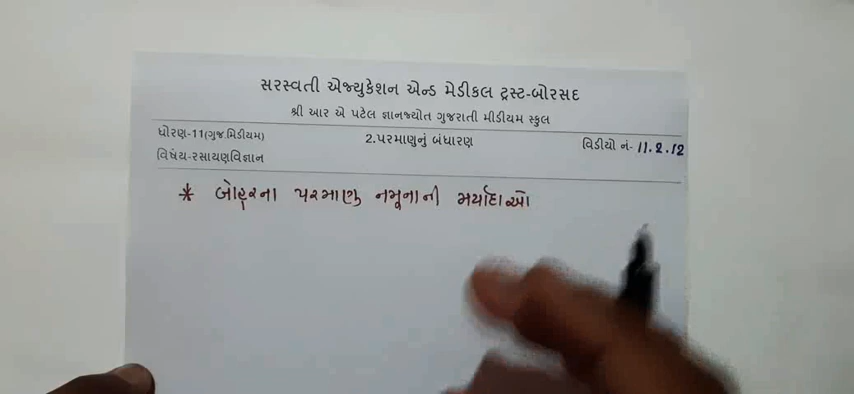 સરસ્વતી એજ્યુકેશન એન્ડ મેડીકલ ટ્રસ્ટ-બોરસદ
શ્રી આર એ પટેલ જ્ઞાનજ્યોત ગુજરાતી મીડીયમ સ્કુલ
ધોરણ-11(ગુજ.મિડીયમ) 2.પરમાણુનું બંધારણ વિડીયો નં- 11.2.12
વિષય-રસાયણવિજ્ઞાન
* બોહરના પરમાણુ નમૂનાની મર્યાદાઓ